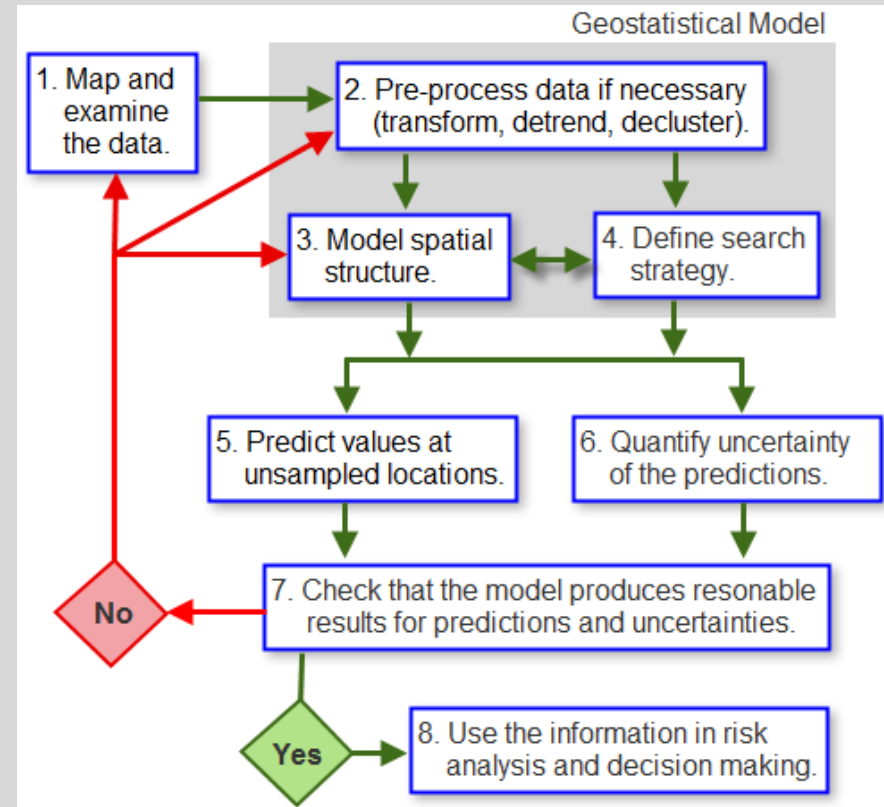 Geostatistical Model
1. Map and
examine
the data.
2. Pre-process data if necessary
(transform, detrend, decluster).
3. Model spatial
structure.
4. Define search
strategy.
5. Predict values at
unsampled locations.
6. Quantify uncertainty
of the predictions.
7. Check that the model produces resonable
results for predictions and uncertainties.
No
Yes
8. Use the information in risk
analysis and decision making.